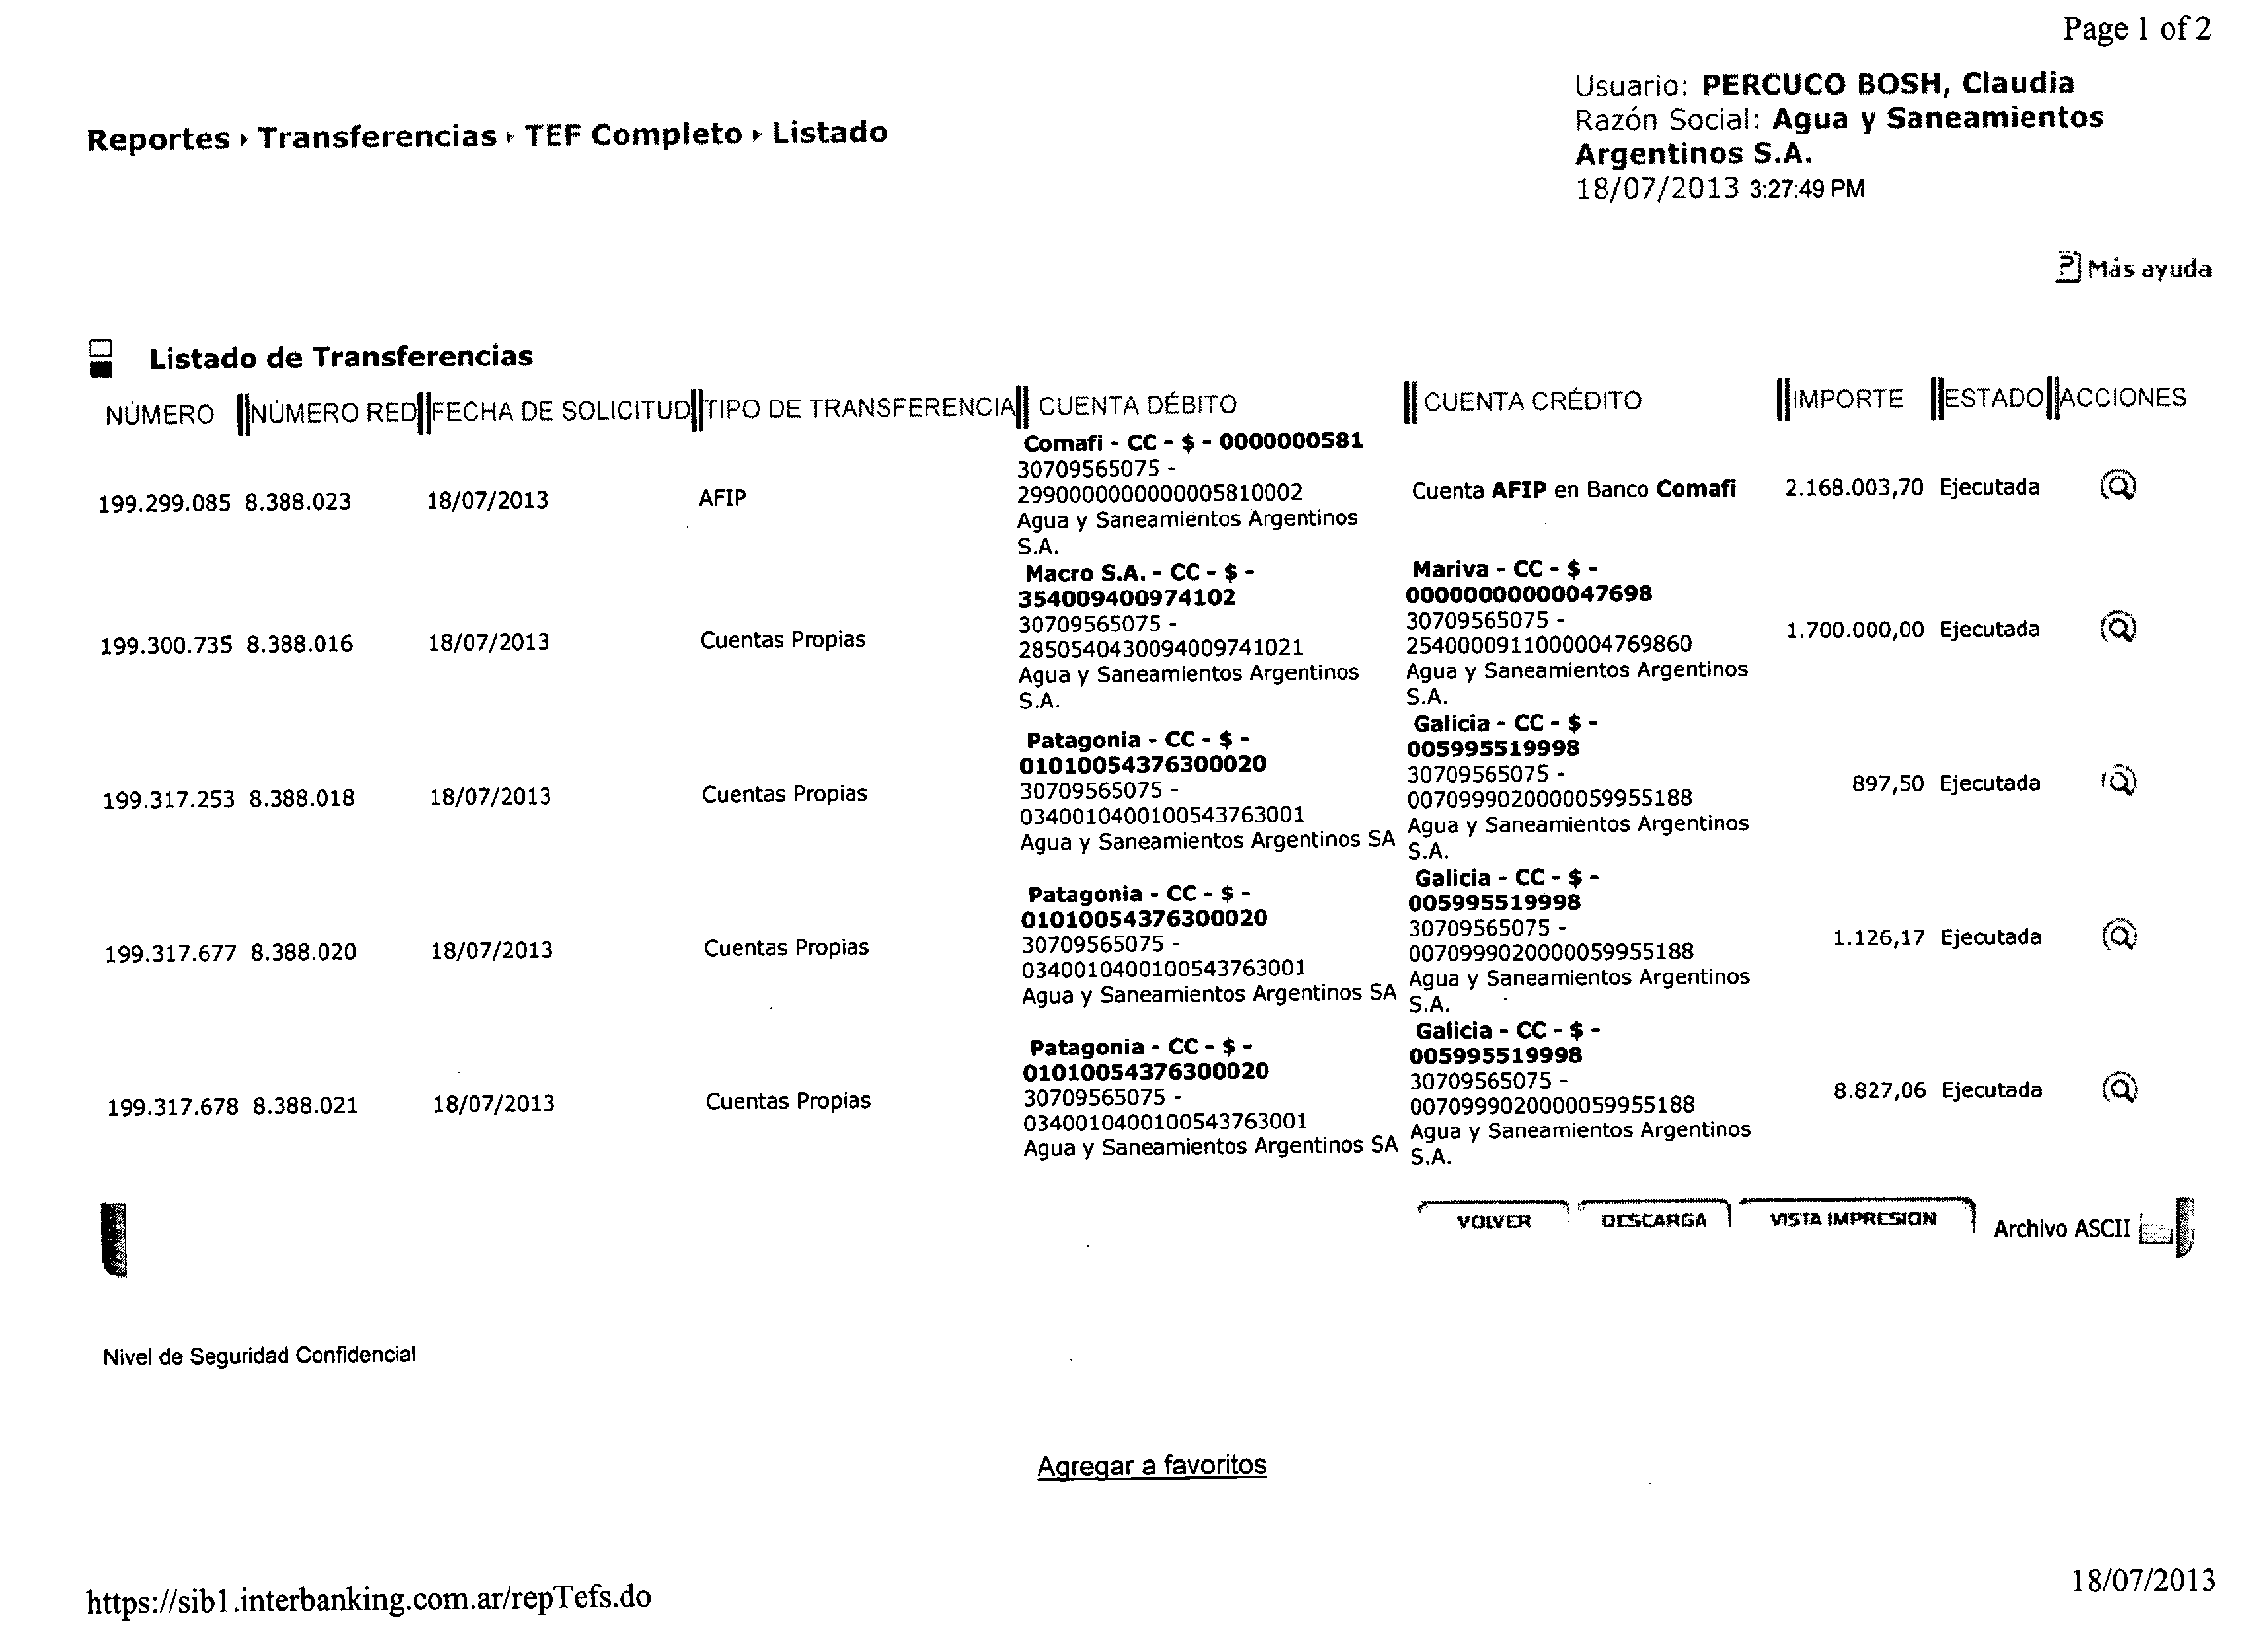 Page 1 of 2
Usuario: PERCUCO BOSH, Claudia
Razón Social: Agua y Saneamientos
Argentinos S.A.
18/07/2013 3:27:49 PM
Reportes ▸ Transferencias ▸ TEF Completo ▸ Listado
Más ayuda
Listado de Transferencias
NÚMERO NÚMERO RED FECHA DE SOLICITUD TIPO DE TRANSFERENCIA CUENTA DÉBITO CUENTA CRÉDITO IMPORTE ESTADO ACCIONES
Comafi - CC - $ - 0000000581
30709565075 -
2990000000000005810002
Agua y Saneamientos Argentinos
S.A.
199.299.085 8.388.023 18/07/2013 AFIP Cuenta AFIP en Banco Comafi 2.168.003,70 Ejecutada
Macro S.A. - CC - $ -
354009400974102
30709565075 -
2850540430094009741021
Agua y Saneamientos Argentinos
S.A.
Mariva - CC - $ -
00000000000047698
30709565075 -
2540000911000004769860
Agua y Saneamientos Argentinos
S.A.
199.300.735 8.388.016 18/07/2013 Cuentas Propias 1.700.000,00 Ejecutada
Patagonia - CC - $ -
01010054376300020
30709565075 -
0340010400100543763001
Agua y Saneamientos Argentinos SA
Galicia - CC - $ -
005995519998
30709565075 -
0070999020000059955188
Agua y Saneamientos Argentinos
S.A.
199.317.253 8.388.018 18/07/2013 Cuentas Propias 897,50 Ejecutada
Patagonia - CC - $ -
01010054376300020
30709565075 -
0340010400100543763001
Agua y Saneamientos Argentinos SA
Galicia - CC - $ -
005995519998
30709565075 -
0070999020000059955188
Agua y Saneamientos Argentinos
S.A.
199.317.677 8.388.020 18/07/2013 Cuentas Propias 1.126,17 Ejecutada
Patagonia - CC - $ -
01010054376300020
30709565075 -
0340010400100543763001
Agua y Saneamientos Argentinos SA
Galicia - CC - $ -
005995519998
30709565075 -
0070999020000059955188
Agua y Saneamientos Argentinos
S.A.
199.317.678 8.388.021 18/07/2013 Cuentas Propias 8.827,06 Ejecutada
VOLVER DESCARGA VISTA IMPRESION Archivo ASCII
Nivel de Seguridad Confidencial
Agregar a favoritos
https://sib1.interbanking.com.ar/repTefs.do
18/07/2013